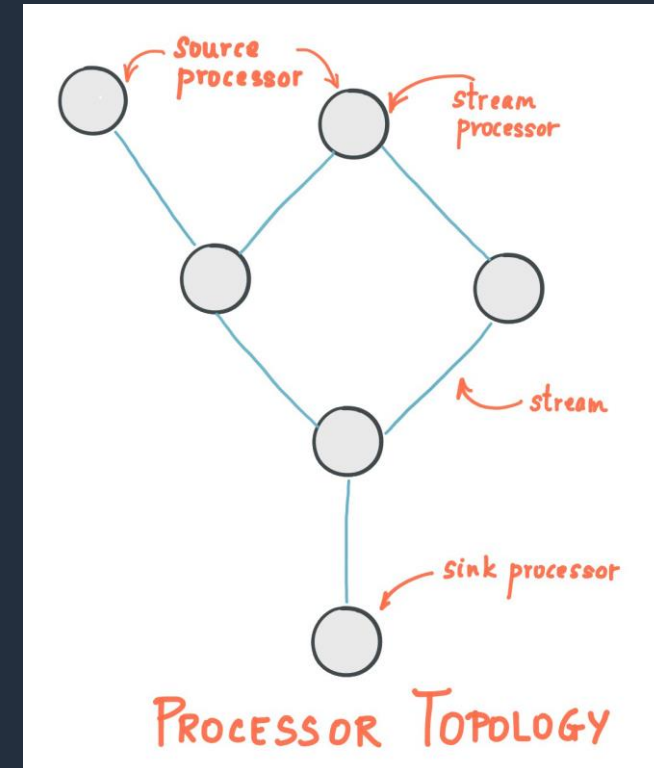 Source
processor
stream
processor
stream
sink processor
PROCESSOR TOPOLOGY